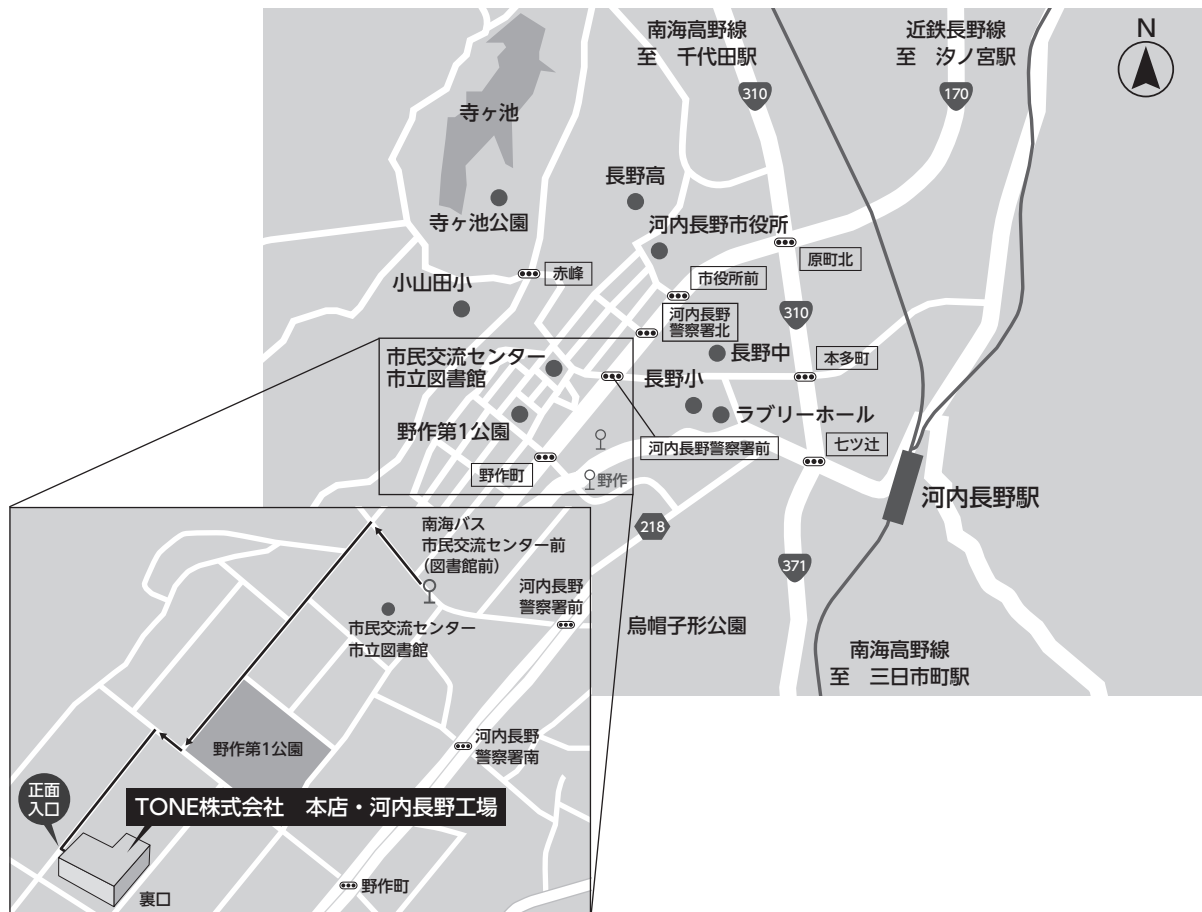 南海高野線
至 千代田駅
近鉄長野線
至 汐ノ宮駅
N
310
170
寺ヶ池
長野高
寺ヶ池公園
河内長野市役所
原町北
赤峰
市役所前
小山田小
310
河内長野
警察署北
長野中
本多町
市民交流センター
市立図書館
長野小
ラブリーホール
野作第1公園
河内長野警察署前
七ツ辻
野作町
野作
河内長野駅
218
371
烏帽子形公園
南海高野線
至 三日市町駅
南海バス
市民交流センター前
(図書館前)
河内長野
警察署前
市民交流センター
市立図書館
野作第1公園
河内長野
警察署南
正面
入口
TONE株式会社 本店・河内長野工場
裏口
野作町